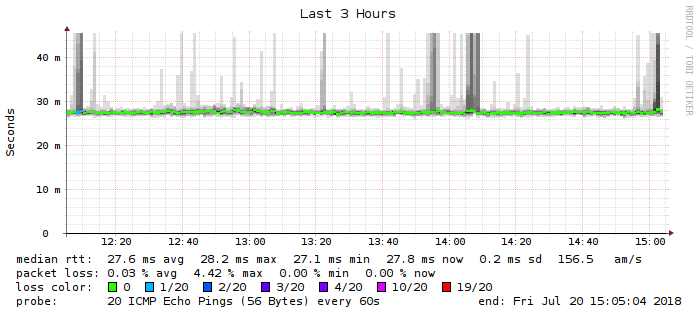 Last 3 Hours
RRDTOOL / TOBI OETIKER
Seconds
40 m
30 m
20 m
10 m
0
12:20 12:40 13:00 13:20 13:40 14:00 14:20 14:40 15:00
median rtt: 27.6 ms avg 28.2 ms max 27.1 ms min 27.8 ms now 0.2 ms sd 156.5 am/s
packet loss: 0.03 % avg 4.42 % max 0.00 % min 0.00 % now
loss color: 0 1/20 2/20 3/20 4/20 10/20 19/20
probe: 20 ICMP Echo Pings (56 Bytes) every 60s end: Fri Jul 20 15:05:04 2018